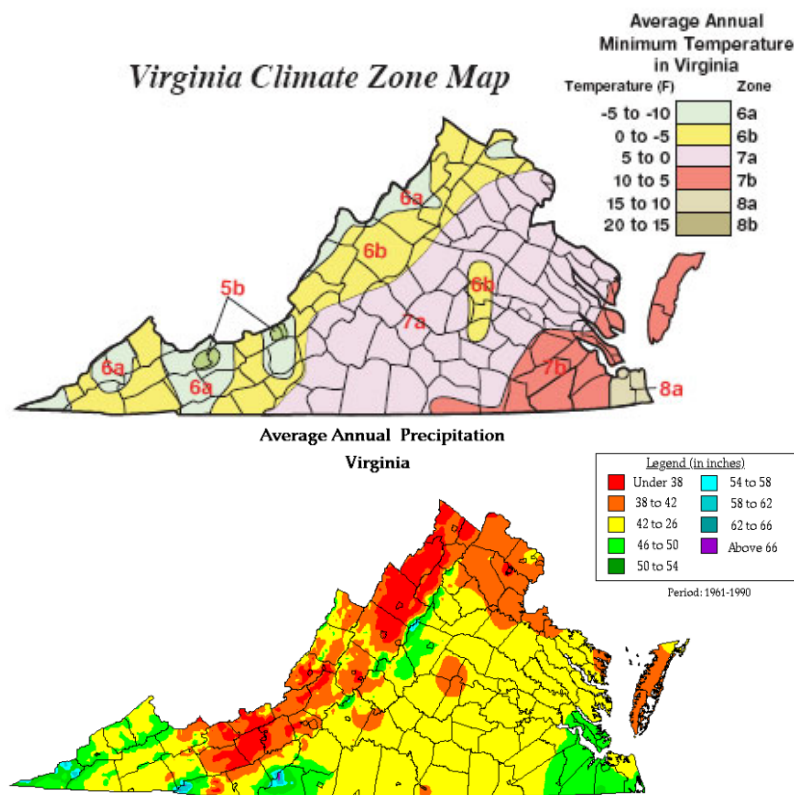 Virginia Climate Zone Map
Average Annual
Minimum Temperature
in Virginia
Temperature (F) Zone
-5 to -10 6a
0 to -5 6b
5 to 0 7a
10 to 5 7b
15 to 10 8a
20 to 15 8b
6a
6b
5b
6b
7a
6a
6a
7b
8a
Average Annual Precipitation
Virginia
Legend (in inches)
Under 38 54 to 58
38 to 42 58 to 62
42 to 26 62 to 66
46 to 50 Above 66
50 to 54
Period: 1961-1990